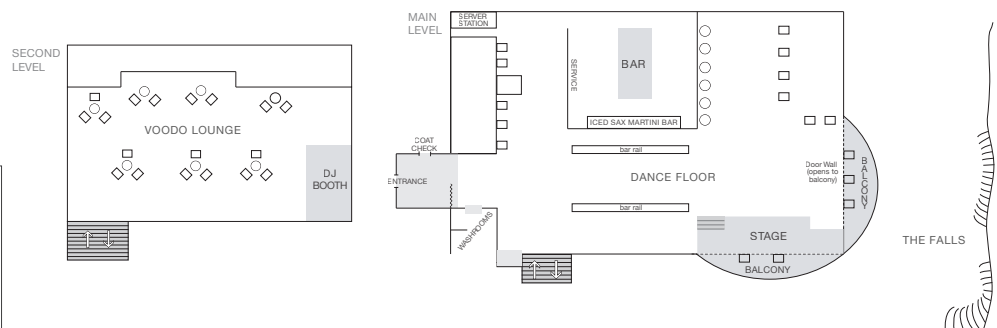 SECOND
LEVEL
VOODO LOUNGE
DJ
BOOTH
MAIN
LEVEL
SERVER
STATION
SERVICE
BAR
ICED SAX MARTINI BAR
COAT
CHECK
ENTRANCE
bar rail
DANCE FLOOR
bar rail
WASHROOMS
Door Wall
(opens to
balcony)
BALCONY
STAGE
BALCONY
THE FALLS